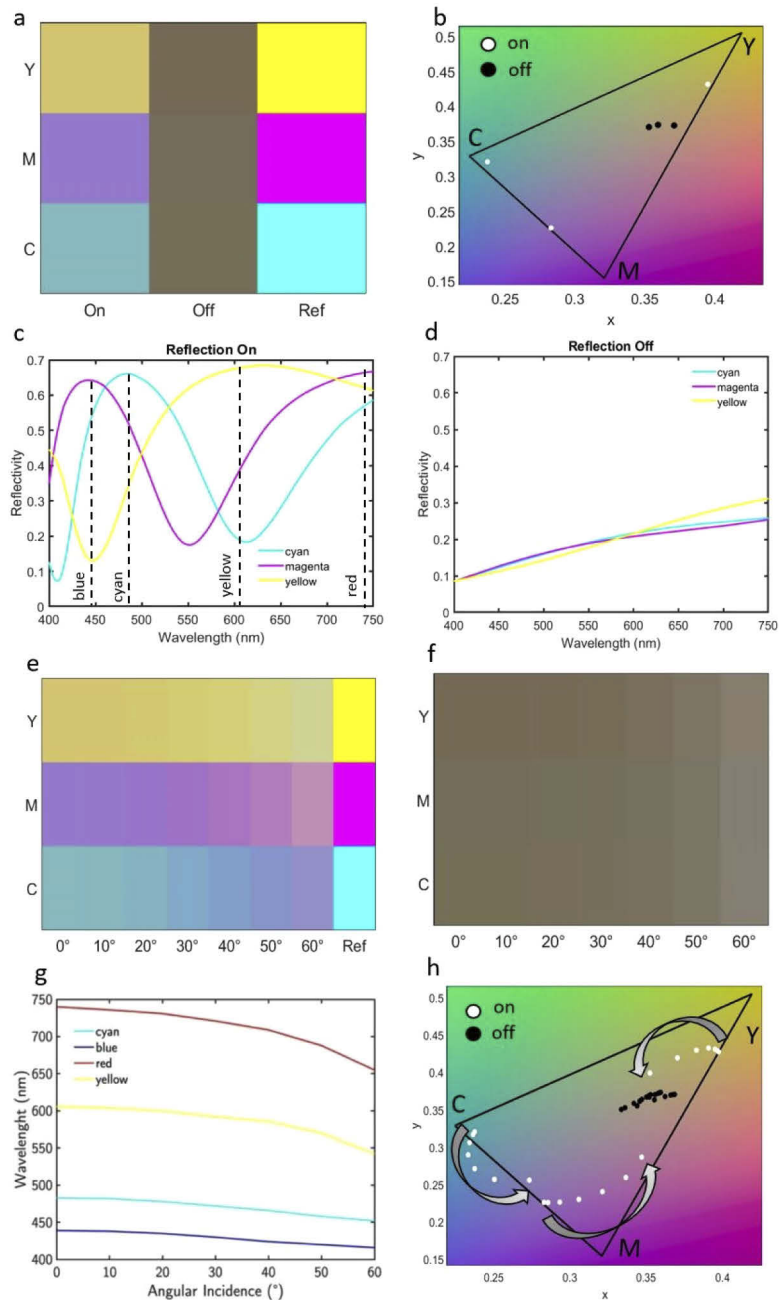 a
Y
M
C
On Off Ref
b
0.5
0.45
0.4
0.35
0.3
0.25
0.2
0.15
y
on
off
Y
C
M
0.25 0.3 0.35 0.4
x
c
Reflection On
0.7
0.6
0.5
0.4
0.3
0.2
0.1
0
Reflectivity
blue
cyan
yellow
red
cyan
magenta
yellow
400 450 500 550 600 650 700 750
Wavelength (nm)
d
Reflection Off
0.7
0.6
0.5
0.4
0.3
0.2
0.1
0
Reflectivity
cyan
magenta
yellow
400 450 500 550 600 650 700 750
Wavelength (nm)
e
Y
M
C
0° 10° 20° 30° 40° 50° 60° Ref
f
Y
M
C
0° 10° 20° 30° 40° 50° 60°
g
750
700
650
600
550
500
450
400
Wavelenght (nm)
cyan
blue
red
yellow
0 10 20 30 40 50 60
Angular Incidence (°)
h
0.5
0.45
0.4
0.35
0.3
0.25
0.2
0.15
y
on
off
Y
C
M
0.25 0.3 0.35 0.4
x